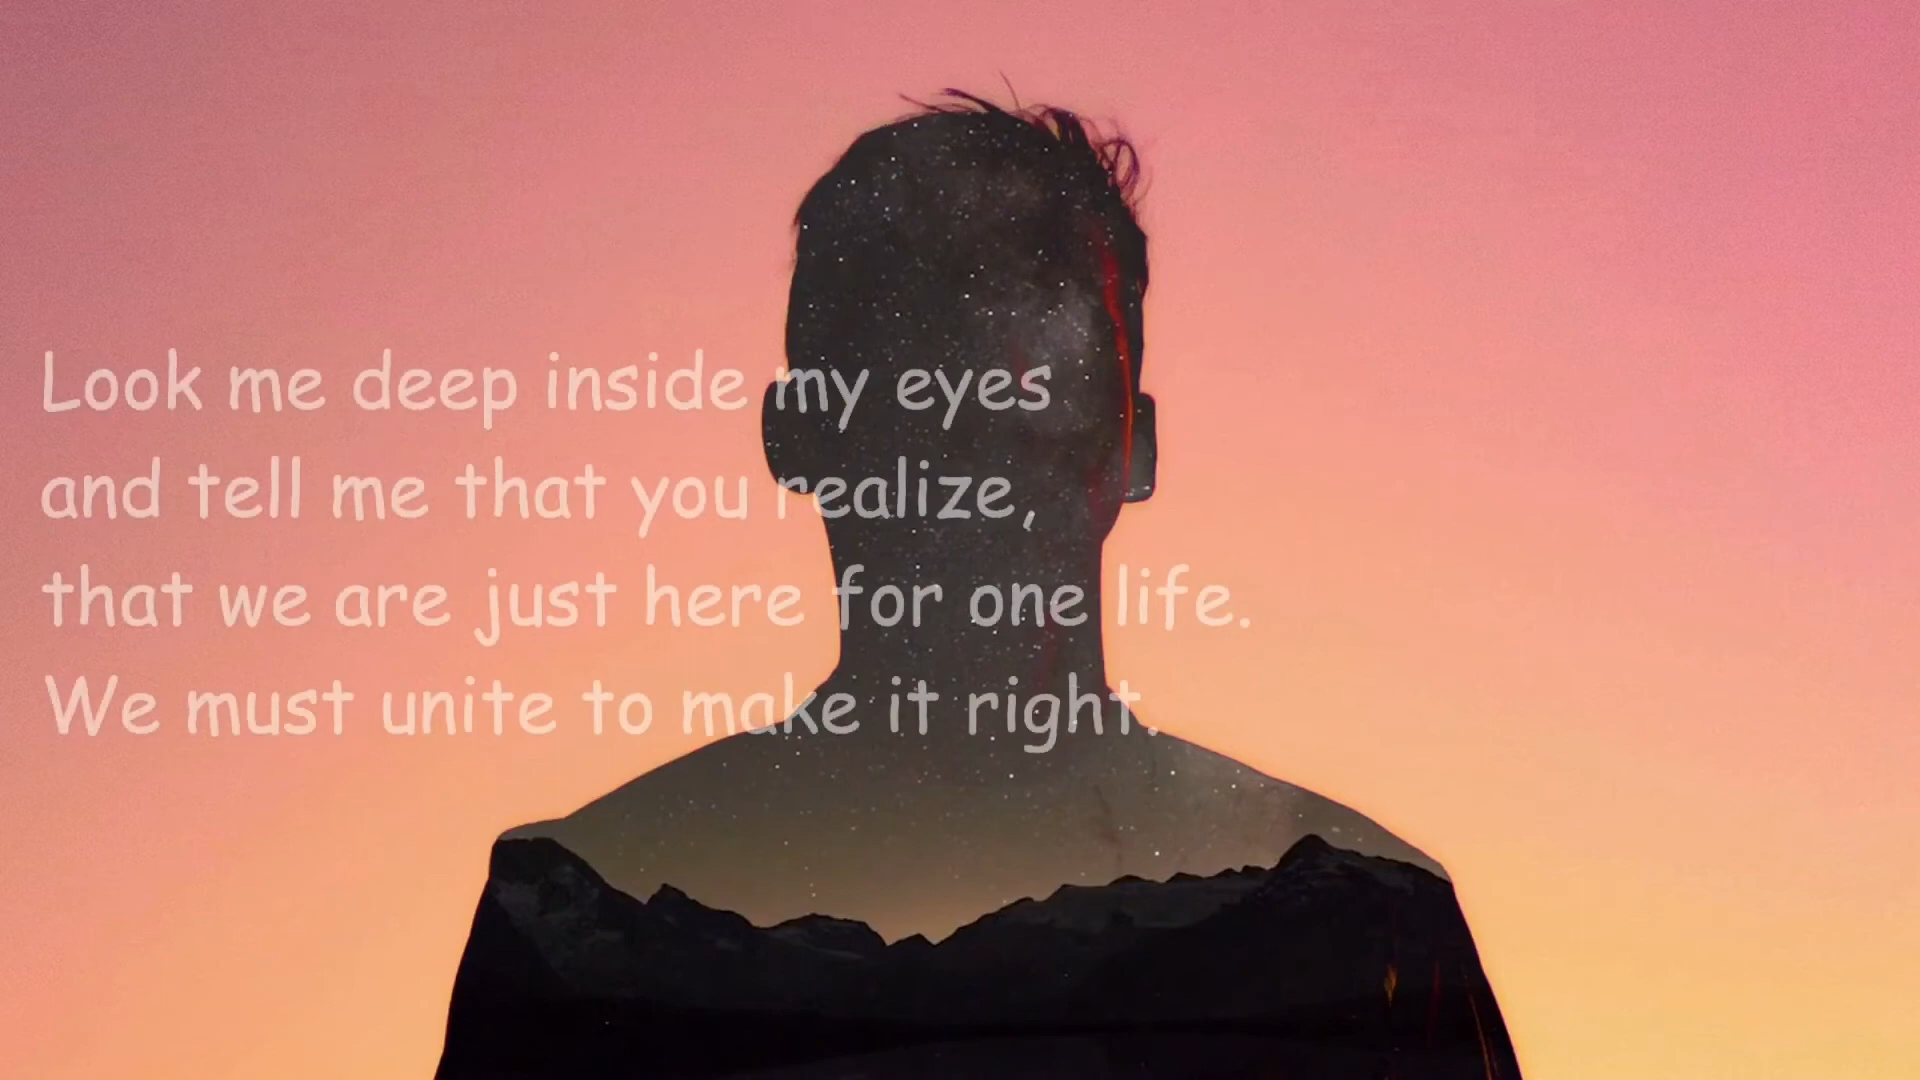 Look me deep inside my eyes
and tell me that you realize,
that we are just here for one life.
We must unite to make it right.